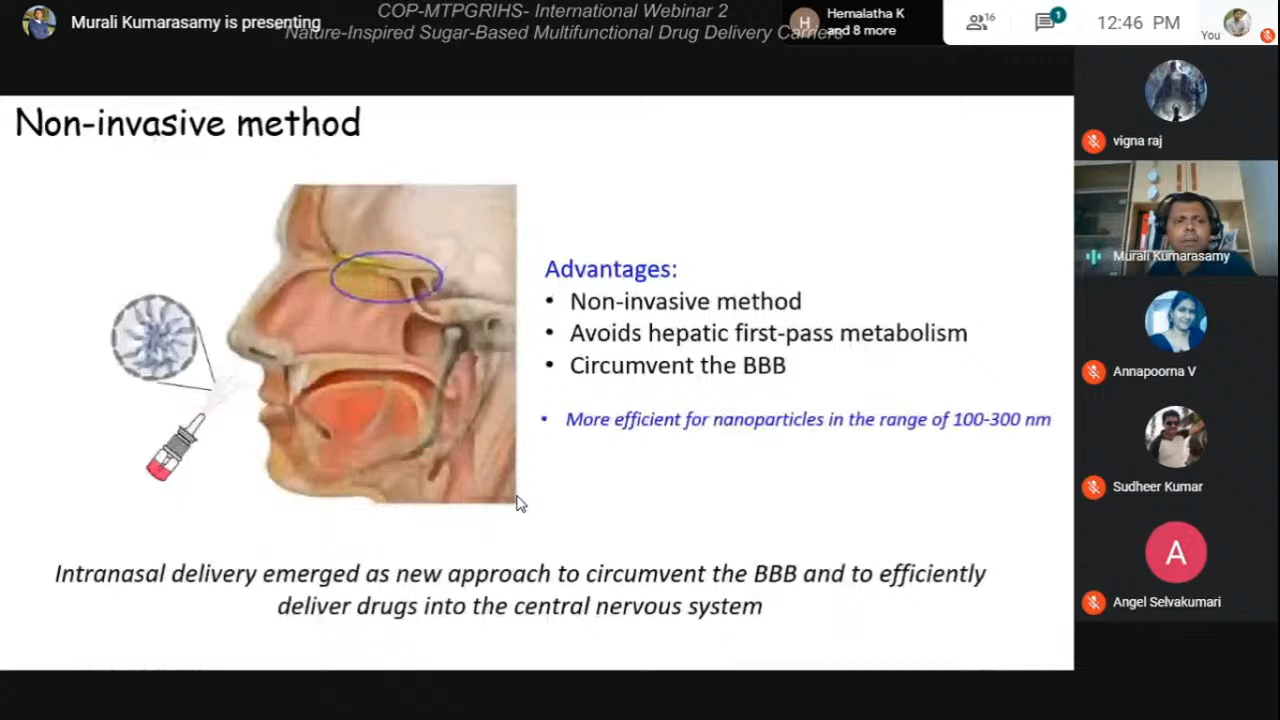 COP-MTPGRIHS- International Webinar 2
Murali Kumarasamy is presenting
Nature-Inspired Sugar-Based Multifunctional Drug Delivery Carriers
H
Hemalatha K
and 8 more
16
1
12:46 PM
You
Non-invasive method
Advantages:
• Non-invasive method
• Avoids hepatic first-pass metabolism
• Circumvent the BBB
• More efficient for nanoparticles in the range of 100-300 nm
Intranasal delivery emerged as new approach to circumvent the BBB and to efficiently
deliver drugs into the central nervous system
vigna raj
Murali Kumarasamy
Annapoorna V
Sudheer Kumar
A
Angel Selvakumari